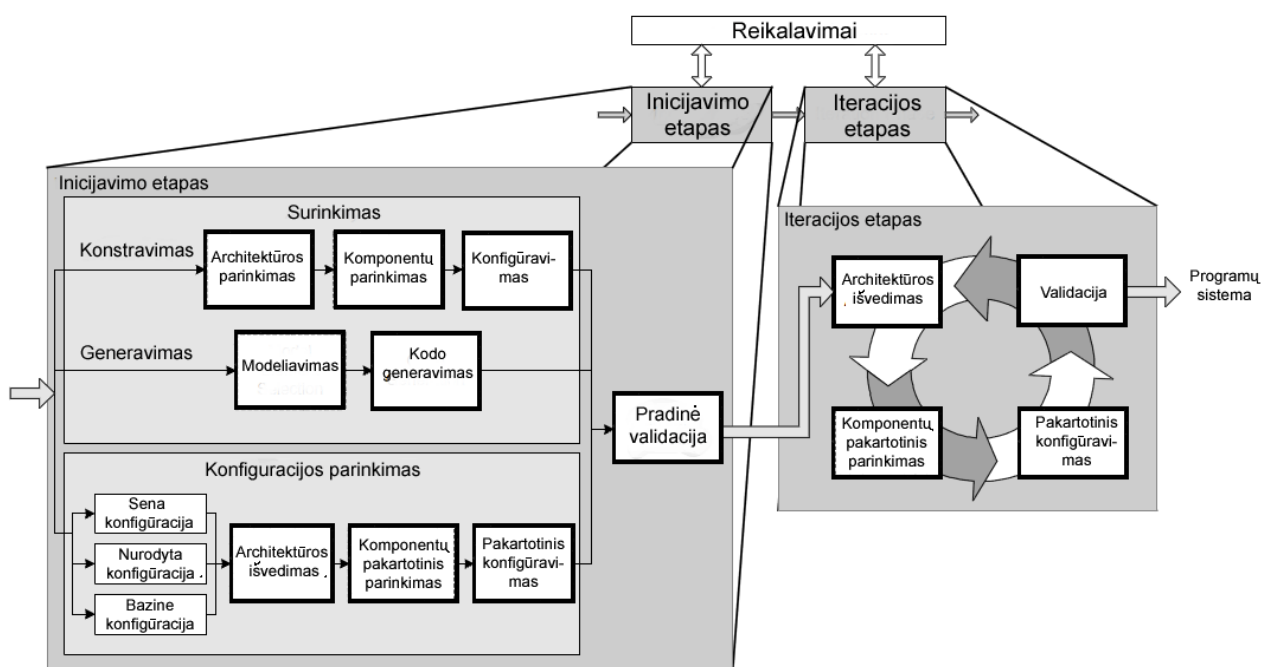 Reikalavimai
Inicijavimo
etapas
Iteracijos
etapas
Inicijavimo etapas
Surinkimas
Konstravimas
Architektūros
parinkimas
Komponentų
parinkimas
Konfigūravi-
mas
Generavimas
Modeliavimas
Kodo
generavimas
Pradinė
validacija
Konfiguracijos parinkimas
Sena
konfigūracija
Nurodyta
konfigūracija
Bazine
konfigūracija
Architektūros
išvedimas
Komponentų
pakartotinis
parinkimas
Pakartotinis
konfigūravi-
mas
Iteracijos etapas
Architektūros
išvedimas
Validacija
Komponentų
pakartotinis
parinkimas
Pakartotinis
konfigūravi-
mas
Programų
sistema